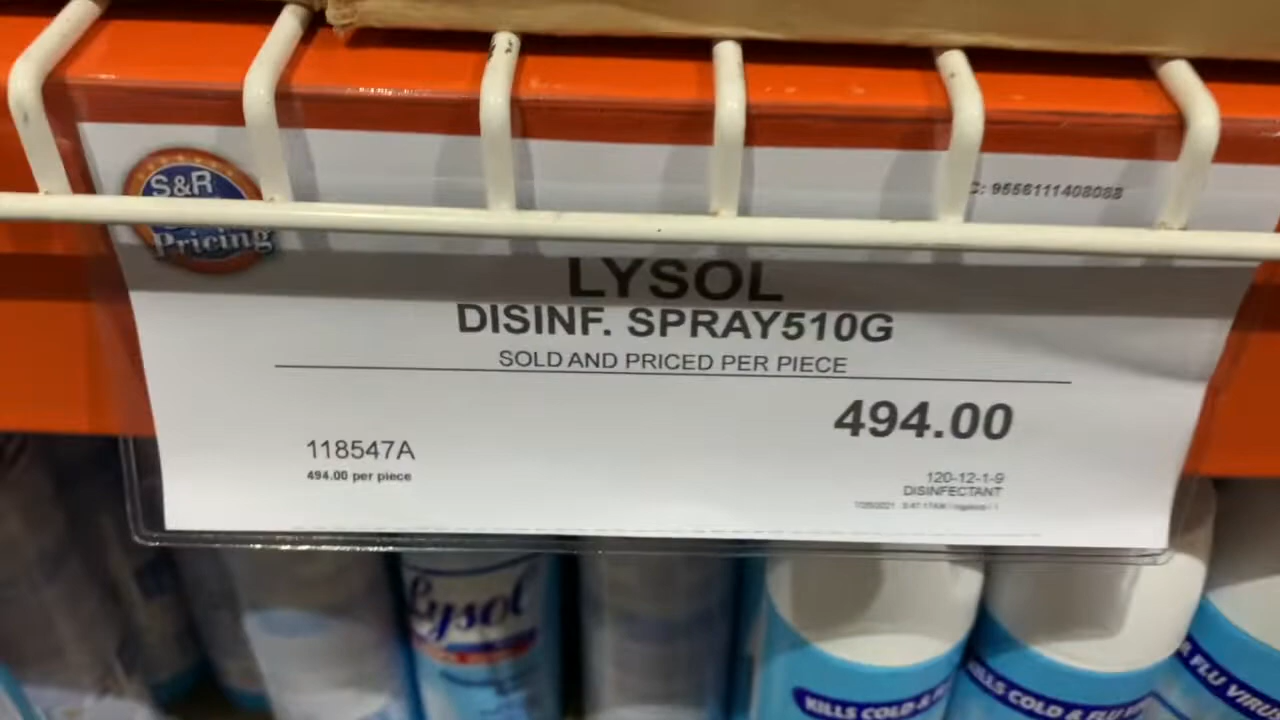 S&R
Pricing
C: 9556111408088
LYSOL
DISINF. SPRAY510G
SOLD AND PRICED PER PIECE
494.00
118547A
494.00 per piece
120-12-1-9
DISINFECTANT
Lysol
KILLS COLD &
KILLS COLD & FLU
FLU VIRU